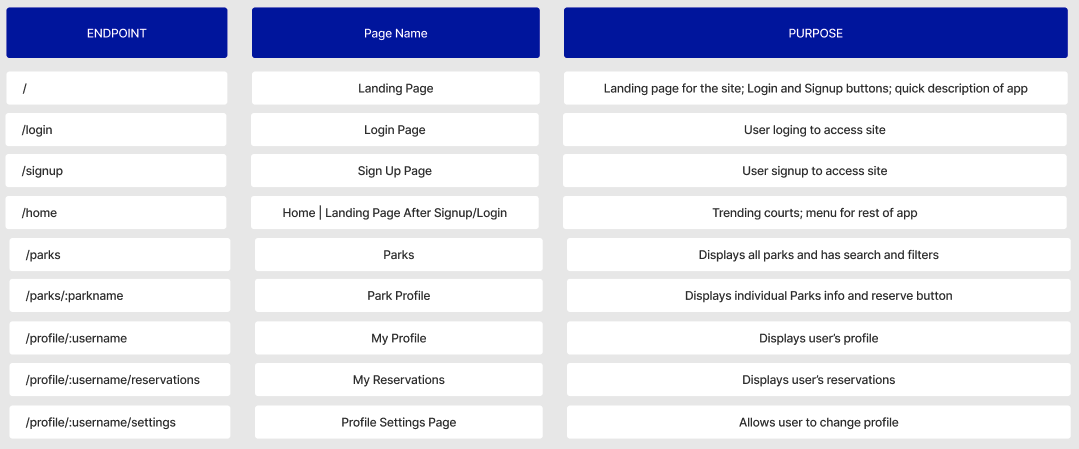 ENDPOINT Page Name PURPOSE
/ Landing Page Landing page for the site; Login and Signup buttons; quick description of app
/login Login Page User loging to access site
/signup Sign Up Page User signup to access site
/home Home | Landing Page After Signup/Login Trending courts; menu for rest of app
/parks Parks Displays all parks and has search and filters
/parks/:parkname Park Profile Displays individual Parks info and reserve button
/profile/:username My Profile Displays user’s profile
/profile/:username/reservations My Reservations Displays user’s reservations
/profile/:username/settings Profile Settings Page Allows user to change profile